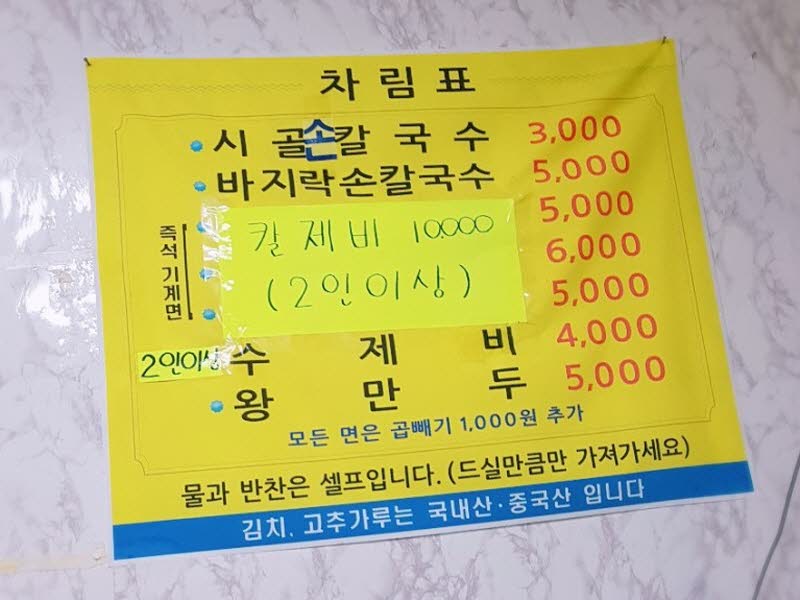 차림표
시골손칼국수 3,000
바지락손칼국수 5,000
5,000
즉석기계면
칼제비 10,000
6,000
(2인이상)
5,000
2인이상 수제비 4,000
왕만두 5,000
모든 면은 곱빼기 1,000원 추가
물과 반찬은 셀프입니다. (드실만큼만 가져가세요)
김치. 고추가루는 국내산·중국산 입니다